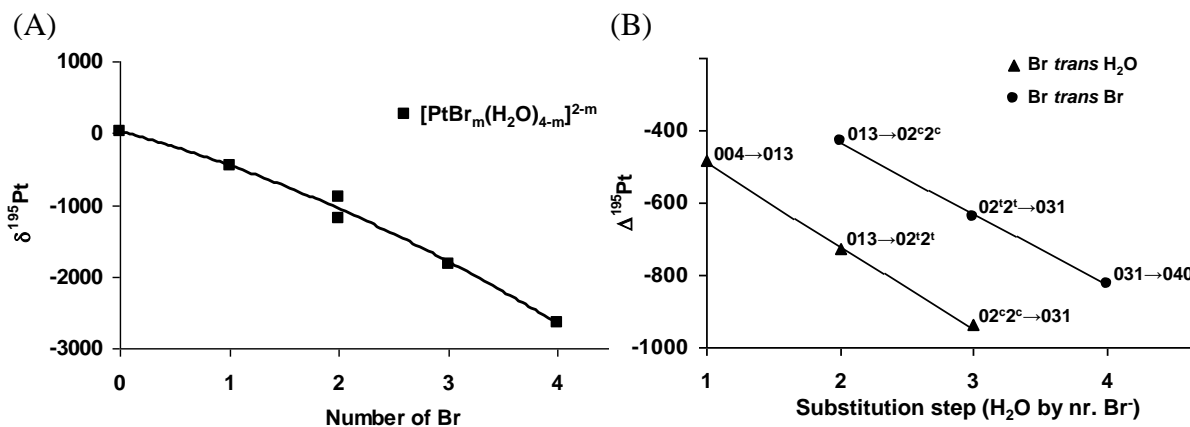 (A)
1000
0
-1000
-2000
-3000
δ¹⁹⁵Pt
■ [PtBrₘ(H₂O)₄₋ₘ]²⁻ᵐ
0 1 2 3 4
Number of Br
(B)
▲ Br trans H₂O
● Br trans Br
-400
-600
-800
-1000
Δ¹⁹⁵Pt
004→013
013→02ᶜ2ᶜ
02ᵗ2ᵗ→031
013→02ᵗ2ᵗ
031→040
02ᶜ2ᶜ→031
1 2 3 4
Substitution step (H₂O by nr. Br⁻)